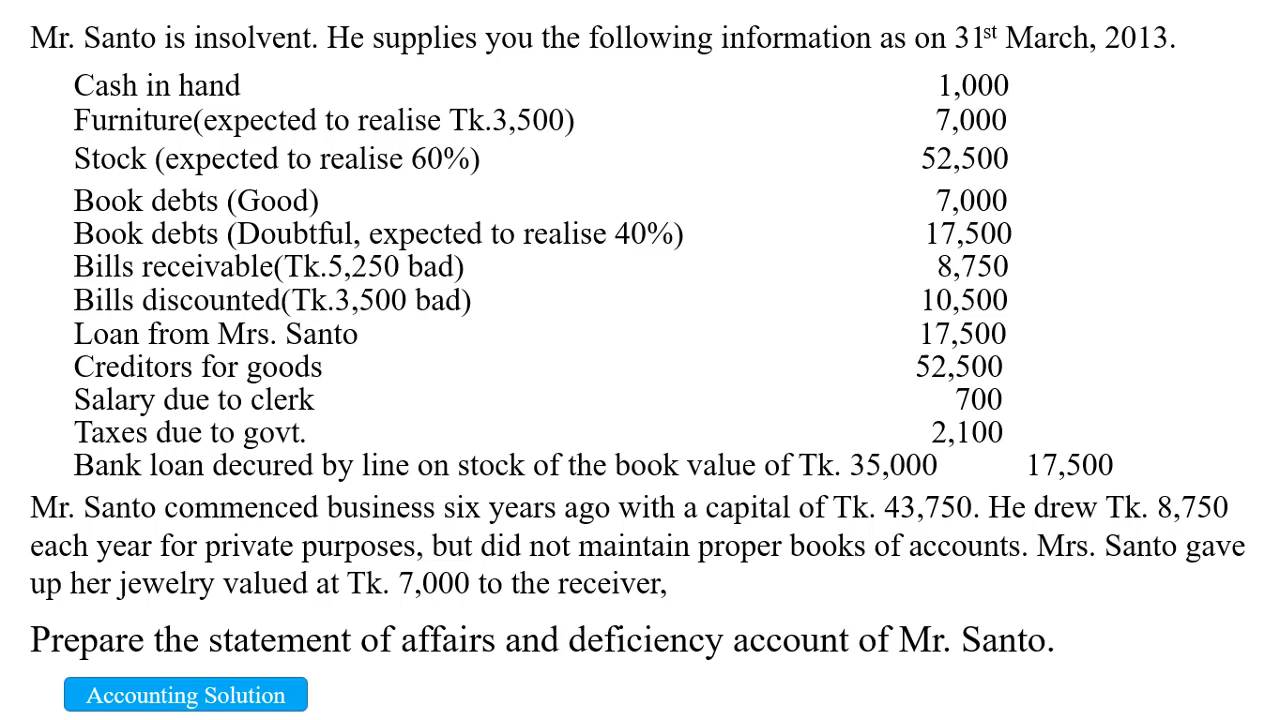 Mr. Santo is insolvent. He supplies you the following information as on 31st March, 2013.
Cash in hand 1,000
Furniture(expected to realise Tk.3,500) 7,000
Stock (expected to realise 60%) 52,500
Book debts (Good) 7,000
Book debts (Doubtful, expected to realise 40%) 17,500
Bills receivable(Tk.5,250 bad) 8,750
Bills discounted(Tk.3,500 bad) 10,500
Loan from Mrs. Santo 17,500
Creditors for goods 52,500
Salary due to clerk 700
Taxes due to govt. 2,100
Bank loan decured by line on stock of the book value of Tk. 35,000 17,500
Mr. Santo commenced business six years ago with a capital of Tk. 43,750. He drew Tk. 8,750
each year for private purposes, but did not maintain proper books of accounts. Mrs. Santo gave
up her jewelry valued at Tk. 7,000 to the receiver,
Prepare the statement of affairs and deficiency account of Mr. Santo.
Accounting Solution